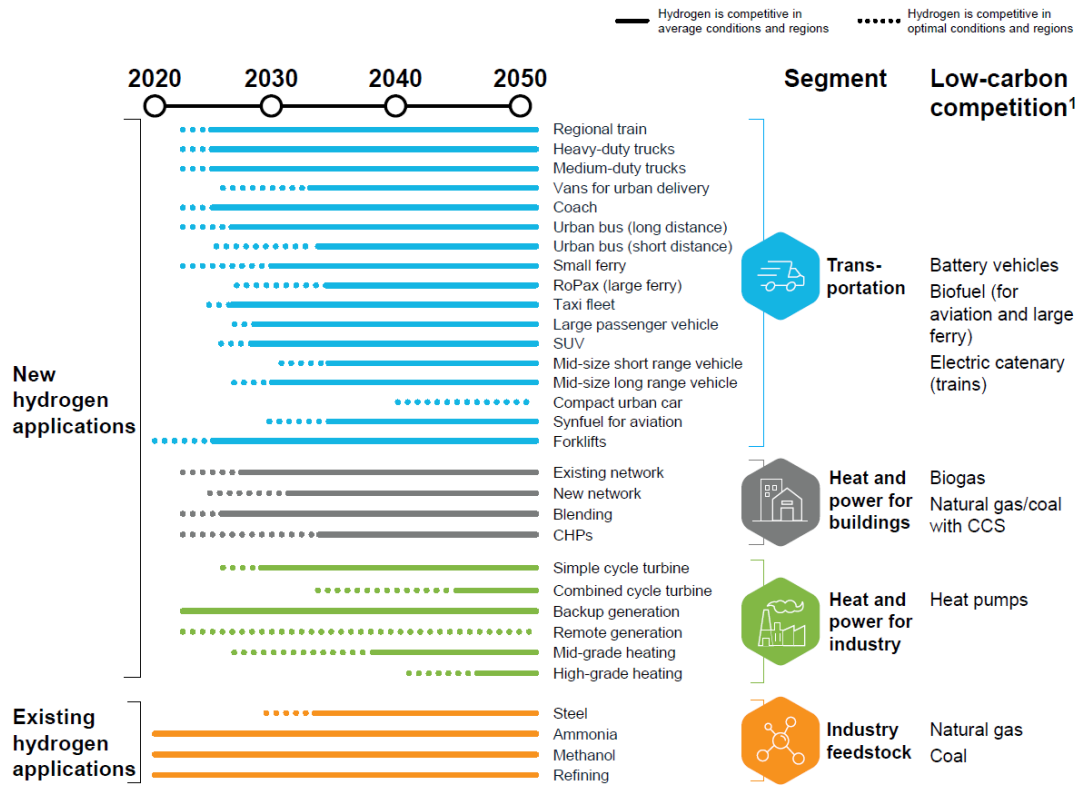 Hydrogen is competitive in
average conditions and regions
Hydrogen is competitive in
optimal conditions and regions
2020
2030
2040
2050
Segment
Low-carbon
competition¹
New
hydrogen
applications
Regional train
Heavy-duty trucks
Medium-duty trucks
Vans for urban delivery
Coach
Urban bus (long distance)
Urban bus (short distance)
Small ferry
RoPax (large ferry)
Taxi fleet
Large passenger vehicle
SUV
Mid-size short range vehicle
Mid-size long range vehicle
Compact urban car
Synfuel for aviation
Forklifts
Trans-
portation
Battery vehicles
Biofuel (for
aviation and large
ferry)
Electric catenary
(trains)
Existing network
New network
Blending
CHPs
Heat and
power for
buildings
Biogas
Natural gas/coal
with CCS
Simple cycle turbine
Combined cycle turbine
Backup generation
Remote generation
Mid-grade heating
High-grade heating
Heat and
power for
industry
Heat pumps
Existing
hydrogen
applications
Steel
Ammonia
Methanol
Refining
Industry
feedstock
Natural gas
Coal